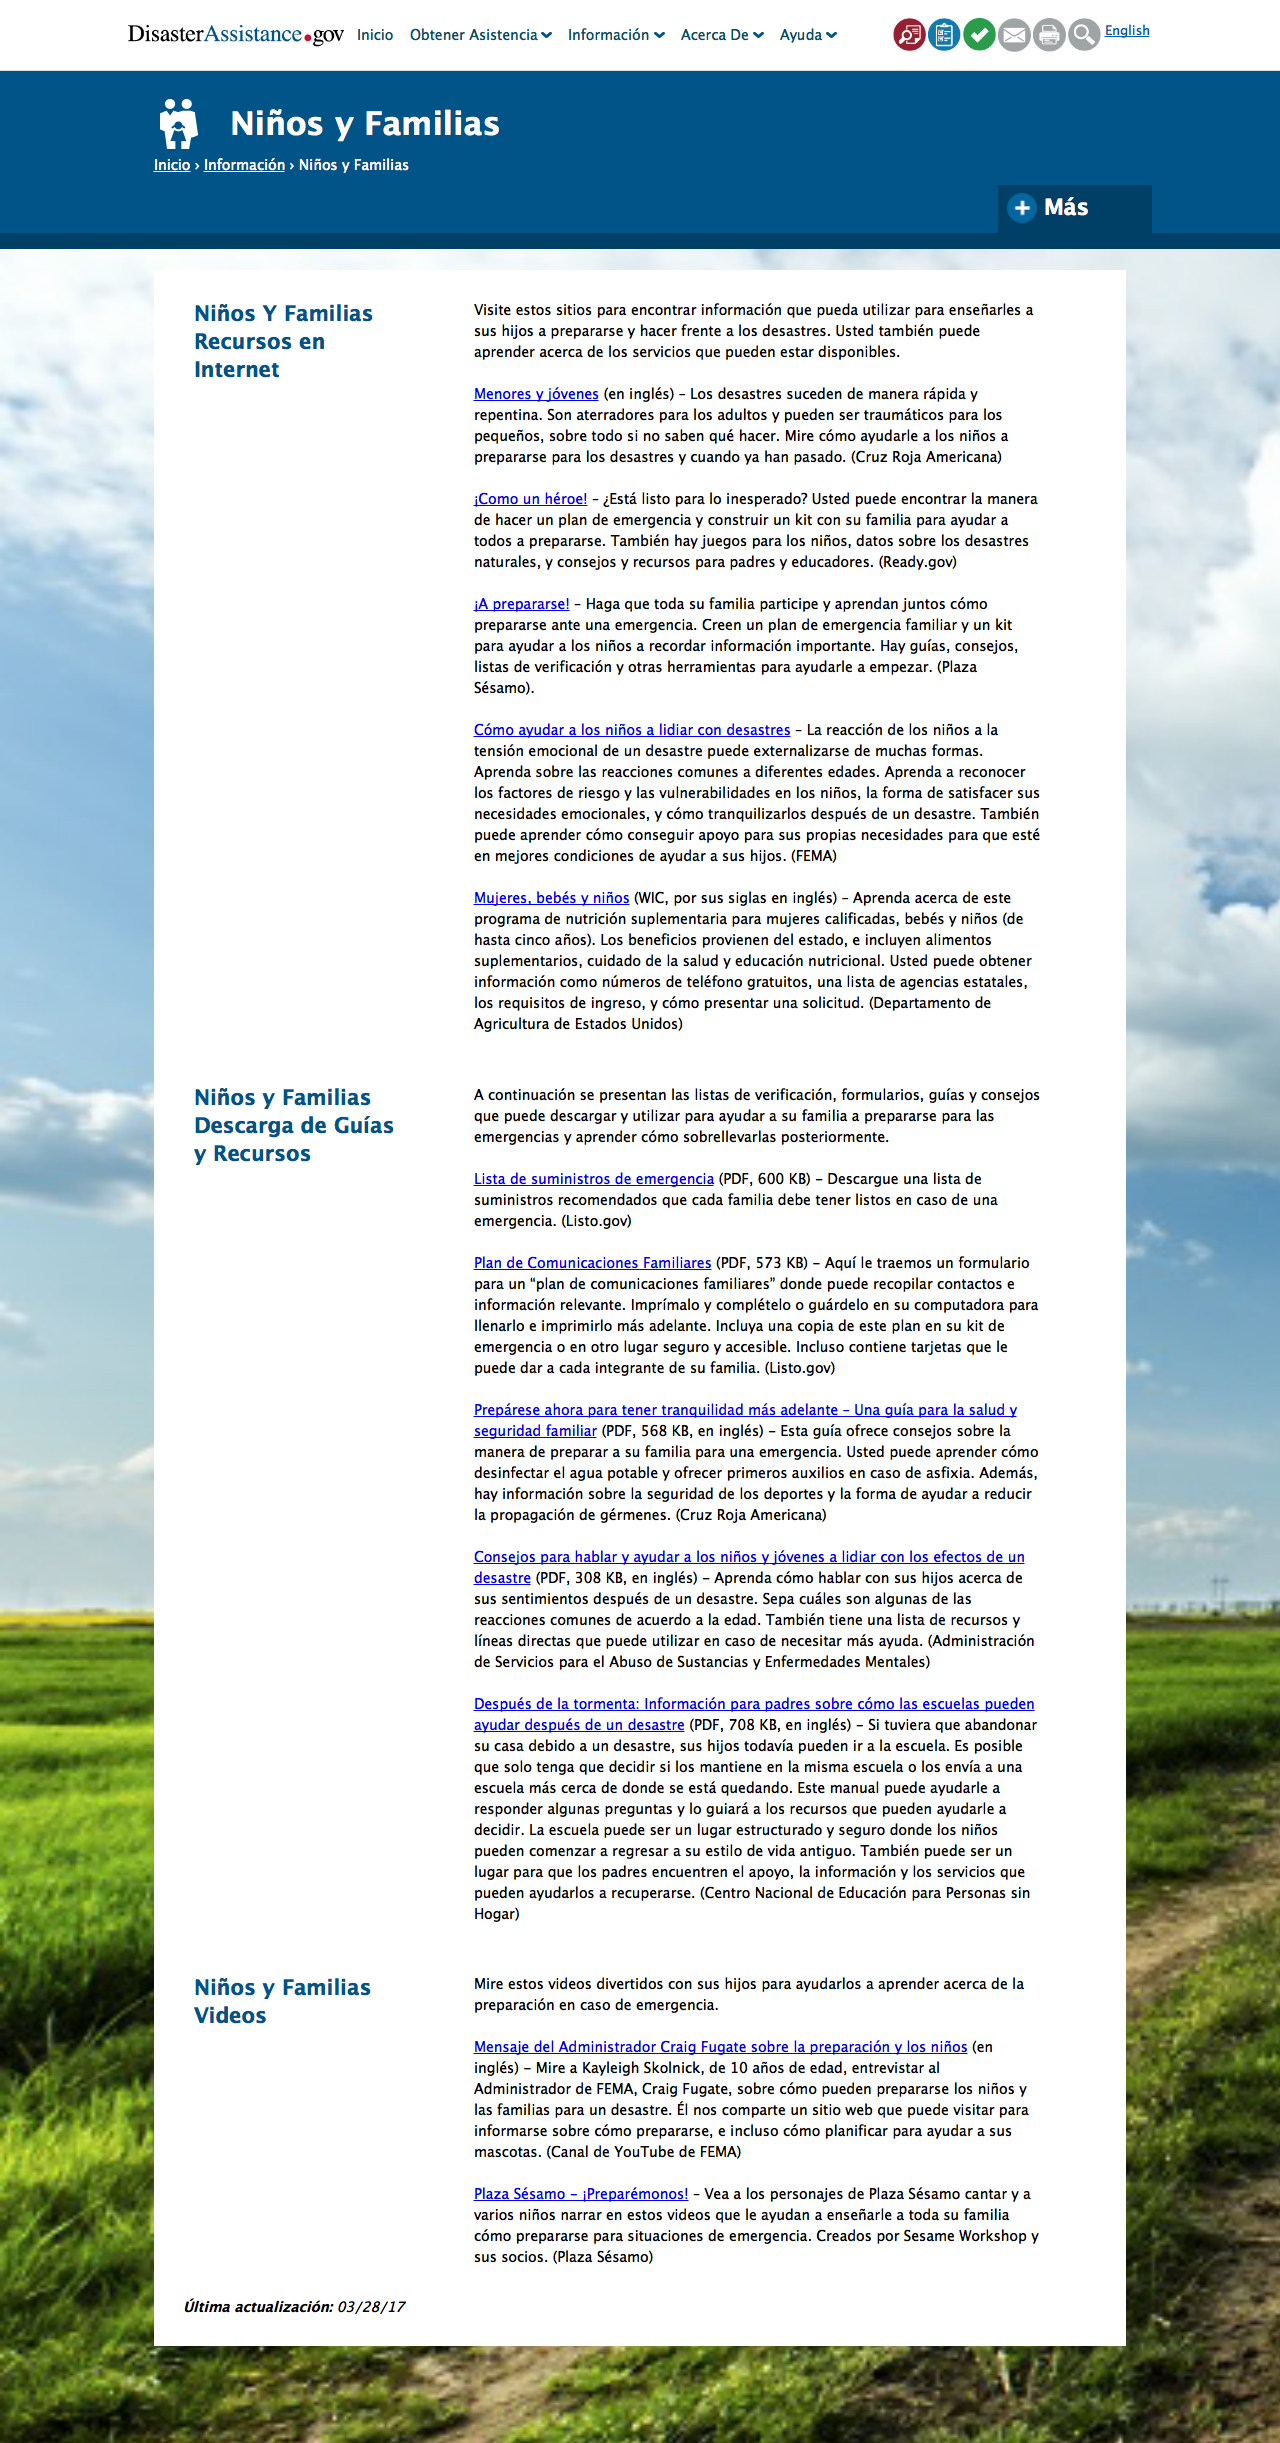 DisasterAssistance.gov Inicio Obtener Asistencia Información Acerca De Ayuda English
Niños y Familias
Inicio › Información › Niños y Familias
Más
Niños Y Familias
Recursos en
Internet
Visite estos sitios para encontrar información que pueda utilizar para enseñarles a
sus hijos a prepararse y hacer frente a los desastres. Usted también puede
aprender acerca de los servicios que pueden estar disponibles.
Menores y jóvenes (en inglés) – Los desastres suceden de manera rápida y
repentina. Son aterradores para los adultos y pueden ser traumáticos para los
pequeños, sobre todo si no saben qué hacer. Mire cómo ayudarle a los niños a
prepararse para los desastres y cuando ya han pasado. (Cruz Roja Americana)
¡Como un héroe! – ¿Está listo para lo inesperado? Usted puede encontrar la manera
de hacer un plan de emergencia y construir un kit con su familia para ayudar a
todos a prepararse. También hay juegos para los niños, datos sobre los desastres
naturales, y consejos y recursos para padres y educadores. (Ready.gov)
¡A prepararse! – Haga que toda su familia participe y aprendan juntos cómo
prepararse ante una emergencia. Creen un plan de emergencia familiar y un kit
para ayudar a los niños a recordar información importante. Hay guías, consejos,
listas de verificación y otras herramientas para ayudarle a empezar. (Plaza
Sésamo).
Cómo ayudar a los niños a lidiar con desastres – La reacción de los niños a la
tensión emocional de un desastre puede externalizarse de muchas formas.
Aprenda sobre las reacciones comunes a diferentes edades. Aprenda a reconocer
los factores de riesgo y las vulnerabilidades en los niños, la forma de satisfacer sus
necesidades emocionales, y cómo tranquilizarlos después de un desastre. También
puede aprender cómo conseguir apoyo para sus propias necesidades para que esté
en mejores condiciones de ayudar a sus hijos. (FEMA)
Mujeres, bebés y niños (WIC, por sus siglas en inglés) – Aprenda acerca de este
programa de nutrición suplementaria para mujeres calificadas, bebés y niños (de
hasta cinco años). Los beneficios provienen del estado, e incluyen alimentos
suplementarios, cuidado de la salud y educación nutricional. Usted puede obtener
información como números de teléfono gratuitos, una lista de agencias estatales,
los requisitos de ingreso, y cómo presentar una solicitud. (Departamento de
Agricultura de Estados Unidos)
Niños y Familias
Descarga de Guías
y Recursos
A continuación se presentan las listas de verificación, formularios, guías y consejos
que puede descargar y utilizar para ayudar a su familia a prepararse para las
emergencias y aprender cómo sobrellevarlas posteriormente.
Lista de suministros de emergencia (PDF, 600 KB) – Descargue una lista de
suministros recomendados que cada familia debe tener listos en caso de una
emergencia. (Listo.gov)
Plan de Comunicaciones Familiares (PDF, 573 KB) – Aquí le traemos un formulario
para un “plan de comunicaciones familiares” donde puede recopilar contactos e
información relevante. Imprímalo y complételo o guárdelo en su computadora para
llenarlo e imprimirlo más adelante. Incluya una copia de este plan en su kit de
emergencia o en otro lugar seguro y accesible. Incluso contiene tarjetas que le
puede dar a cada integrante de su familia. (Listo.gov)
Prepárese ahora para tener tranquilidad más adelante – Una guía para la salud y
seguridad familiar (PDF, 568 KB, en inglés) – Esta guía ofrece consejos sobre la
manera de preparar a su familia para una emergencia. Usted puede aprender cómo
desinfectar el agua potable y ofrecer primeros auxilios en caso de asfixia. Además,
hay información sobre la seguridad de los deportes y la forma de ayudar a reducir
la propagación de gérmenes. (Cruz Roja Americana)
Consejos para hablar y ayudar a los niños y jóvenes a lidiar con los efectos de un
desastre (PDF, 308 KB, en inglés) – Aprenda cómo hablar con sus hijos acerca de
sus sentimientos después de un desastre. Sepa cuáles son algunas de las
reacciones comunes de acuerdo a la edad. También tiene una lista de recursos y
líneas directas que puede utilizar en caso de necesitar más ayuda. (Administración
de Servicios para el Abuso de Sustancias y Enfermedades Mentales)
Después de la tormenta: Información para padres sobre cómo las escuelas pueden
ayudar después de un desastre (PDF, 708 KB, en inglés) – Si tuviera que abandonar
su casa debido a un desastre, sus hijos todavía pueden ir a la escuela. Es posible
que solo tenga que decidir si los mantiene en la misma escuela o los envía a una
escuela más cerca de donde se está quedando. Este manual puede ayudarle a
responder algunas preguntas y lo guiará a los recursos que pueden ayudarle a
decidir. La escuela puede ser un lugar estructurado y seguro donde los niños
pueden comenzar a regresar a su estilo de vida antiguo. También puede ser un
lugar para que los padres encuentren el apoyo, la información y los servicios que
pueden ayudarlos a recuperarse. (Centro Nacional de Educación para Personas sin
Hogar)
Niños y Familias
Videos
Mire estos videos divertidos con sus hijos para ayudarlos a aprender acerca de la
preparación en caso de emergencia.
Mensaje del Administrador Craig Fugate sobre la preparación y los niños (en
inglés) – Mire a Kayleigh Skolnick, de 10 años de edad, entrevistar al
Administrador de FEMA, Craig Fugate, sobre cómo pueden prepararse los niños y
las familias para un desastre. Él nos comparte un sitio web que puede visitar para
informarse sobre cómo prepararse, e incluso cómo planificar para ayudar a sus
mascotas. (Canal de YouTube de FEMA)
Plaza Sésamo – ¡Preparémonos! – Vea a los personajes de Plaza Sésamo cantar y a
varios niños narrar en estos videos que le ayudan a enseñarle a toda su familia
cómo prepararse para situaciones de emergencia. Creados por Sesame Workshop y
sus socios. (Plaza Sésamo)
Última actualización: 03/28/17